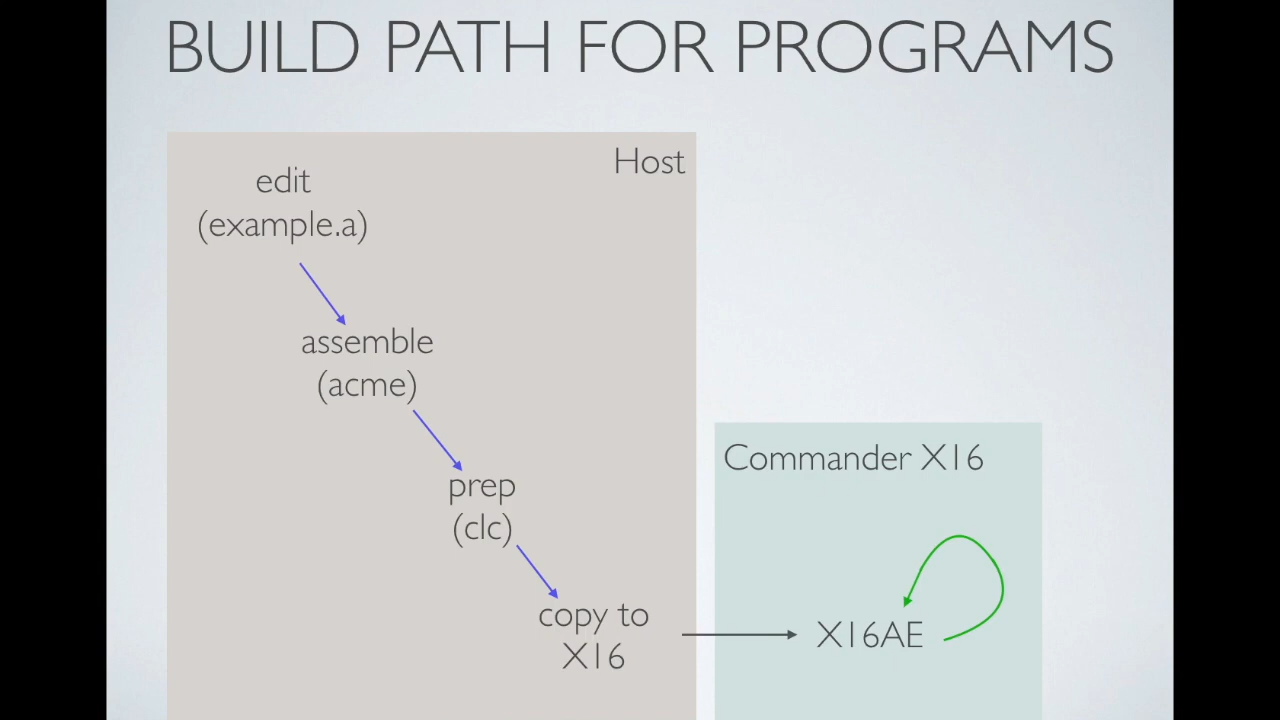 BUILD PATH FOR PROGRAMS
Host
edit
(example.a)
assemble
(acme)
prep
(clc)
copy to
X16
Commander X16
X16AE